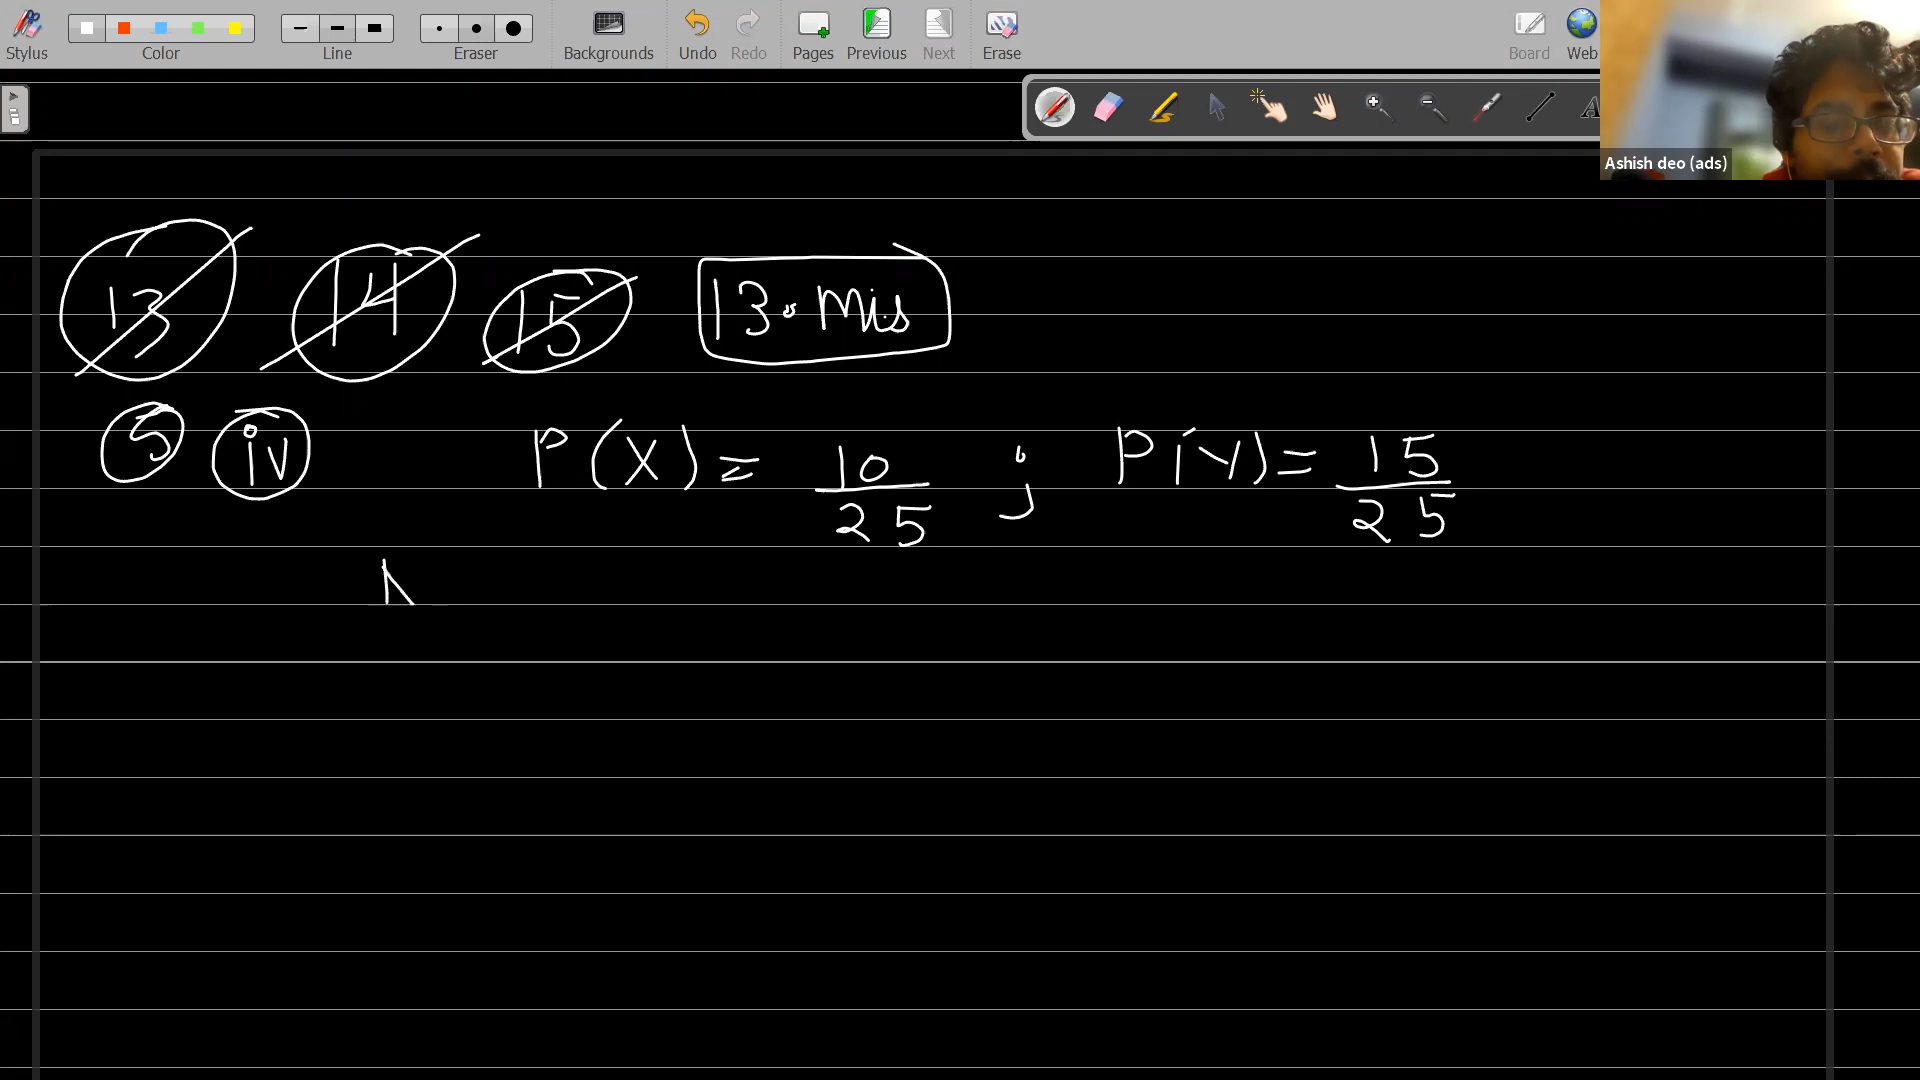 Stylus Color Line Eraser Backgrounds Undo Redo Pages Previous Next Erase Board Web
A
Ashish deo (ads)
13 14 15 13. Mis
5 iv P(X) = 10/25 ; P(Y) = 15/25